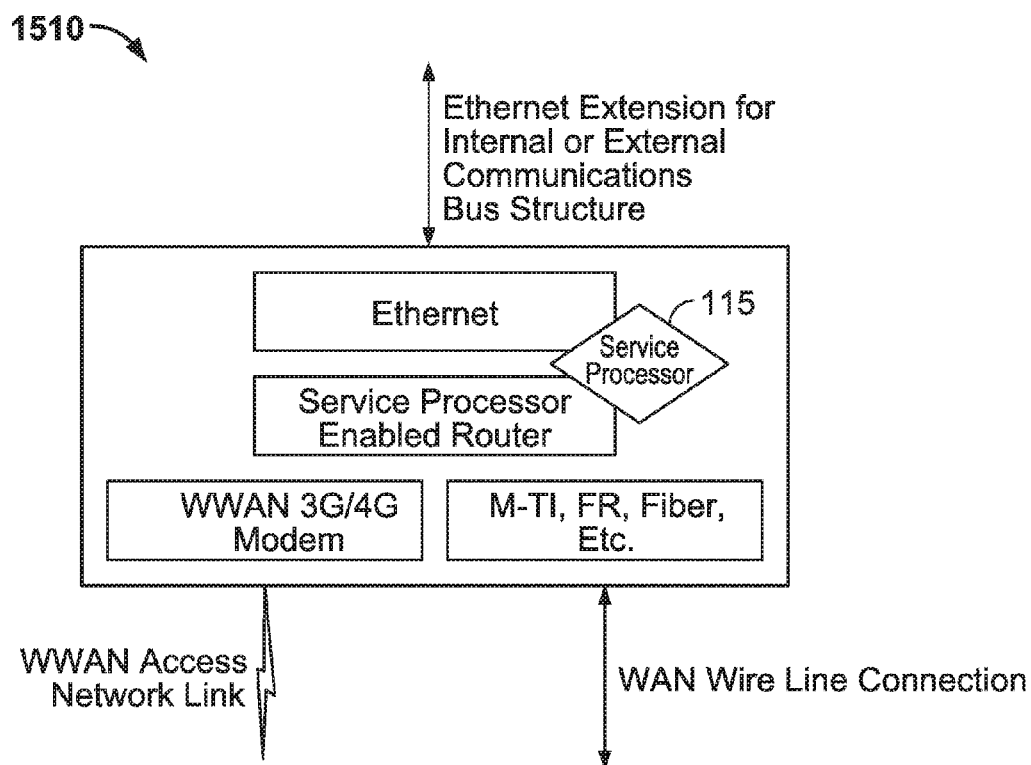 1510
Ethernet Extension for
Internal or External
Communications
Bus Structure
Ethernet
115
Service
Processor
Service Processor
Enabled Router
WWAN 3G/4G
Modem
M-TI, FR, Fiber,
Etc.
WWAN Access
Network Link
WAN Wire Line Connection